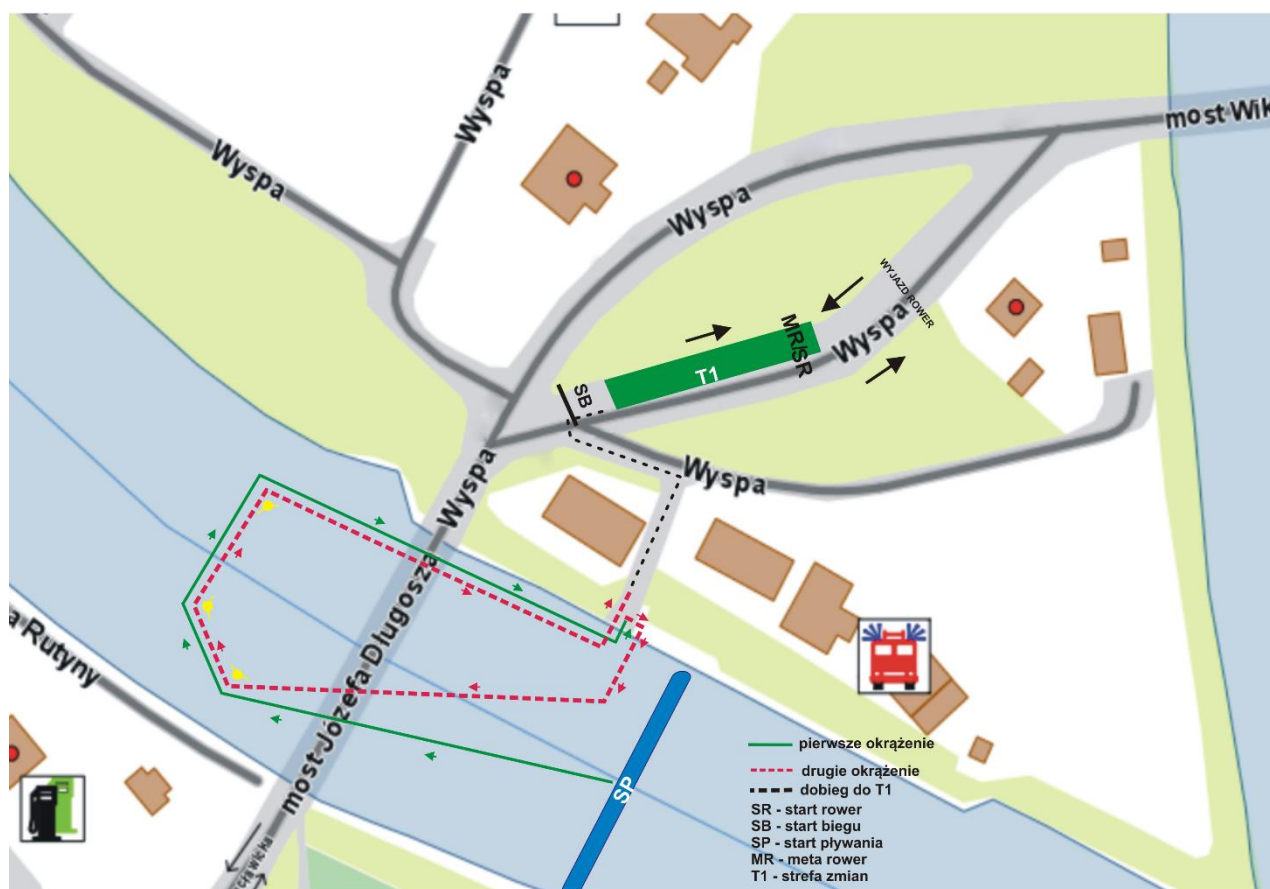 Wyspa
Wyspa
most Wik
Wyspa
WYJAZD ROWER
MR/SR
Wyspa
T1
SB
Wyspa
Wyspa
most Józefa Długosza
a Rutyny
SP
pierwsze okrążenie
drugie okrążenie
dobieg do T1
SR - start rower
SB - start biegu
SP - start pływania
MR - meta rower
T1 - strefa zmian